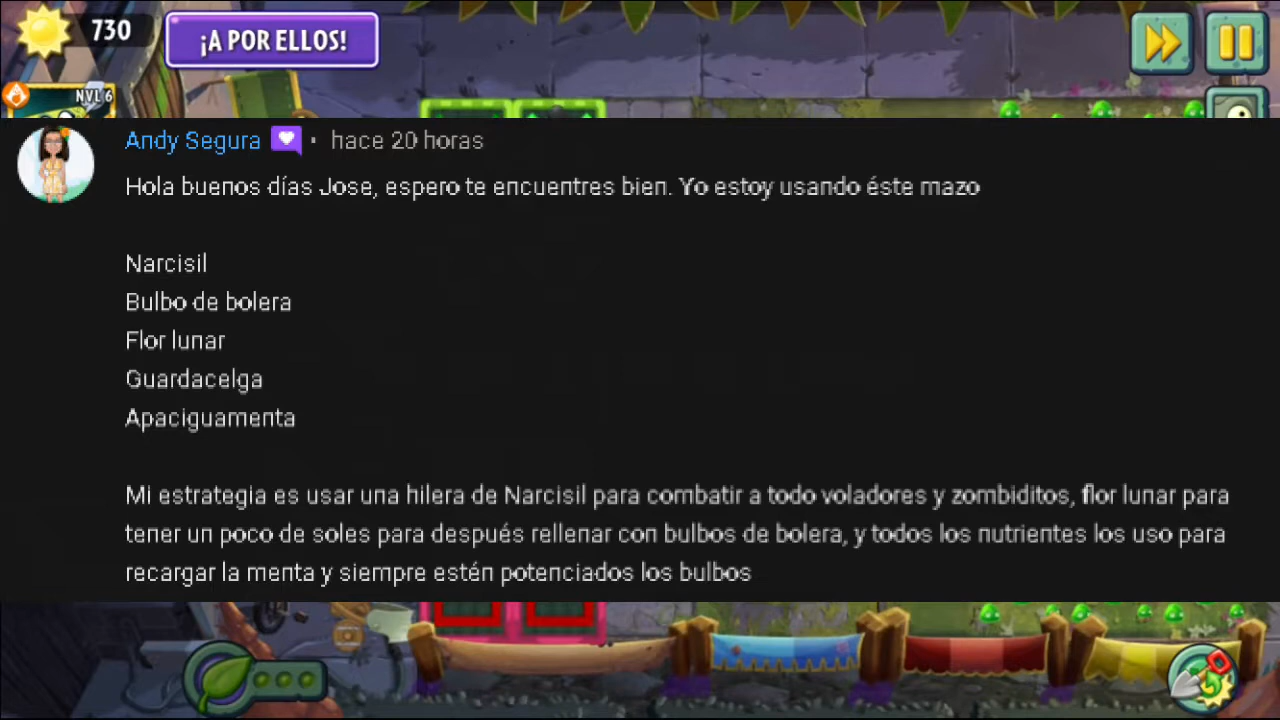 730
¡A POR ELLOS!
NVL 6
Andy Segura · hace 20 horas
Hola buenos días Jose, espero te encuentres bien. Yo estoy usando éste mazo
Narcisil
Bulbo de bolera
Flor lunar
Guardacelga
Apaciguamenta
Mi estrategia es usar una hilera de Narcisil para combatir a todo voladores y zombiditos, flor lunar para
tener un poco de soles para después rellenar con bulbos de bolera, y todos los nutrientes los uso para
recargar la menta y siempre estén potenciados los bulbos